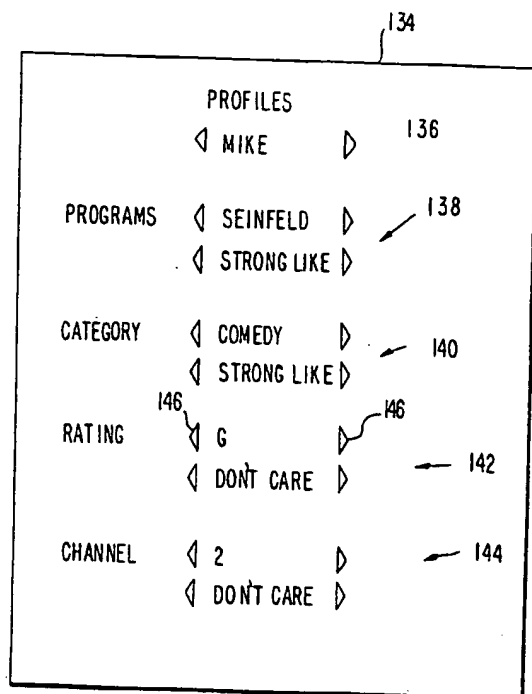 134
PROFILES
◁ MIKE ▷ 136
PROGRAMS ◁ SEINFELD ▷ 138
◁ STRONG LIKE ▷
CATEGORY ◁ COMEDY ▷ 140
◁ STRONG LIKE ▷
146 146
RATING ◁ G ▷
◁ DON'T CARE ▷ 142
CHANNEL ◁ 2 ▷ 144
◁ DON'T CARE ▷